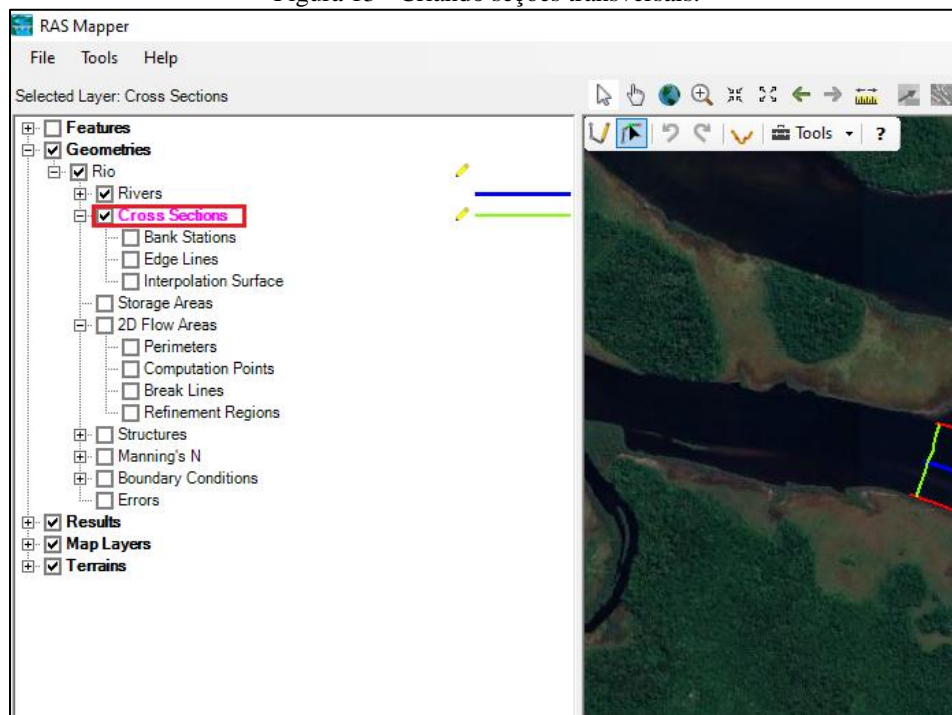 Figura 15 - Criando seções transversais.
RAS Mapper
File Tools Help
Selected Layer: Cross Sections
Features
Geometries
Rio
Rivers
Cross Sections
Bank Stations
Edge Lines
Interpolation Surface
Storage Areas
2D Flow Areas
Perimeters
Computation Points
Break Lines
Refinement Regions
Structures
Manning's N
Boundary Conditions
Errors
Results
Map Layers
Terrains
Tools ?